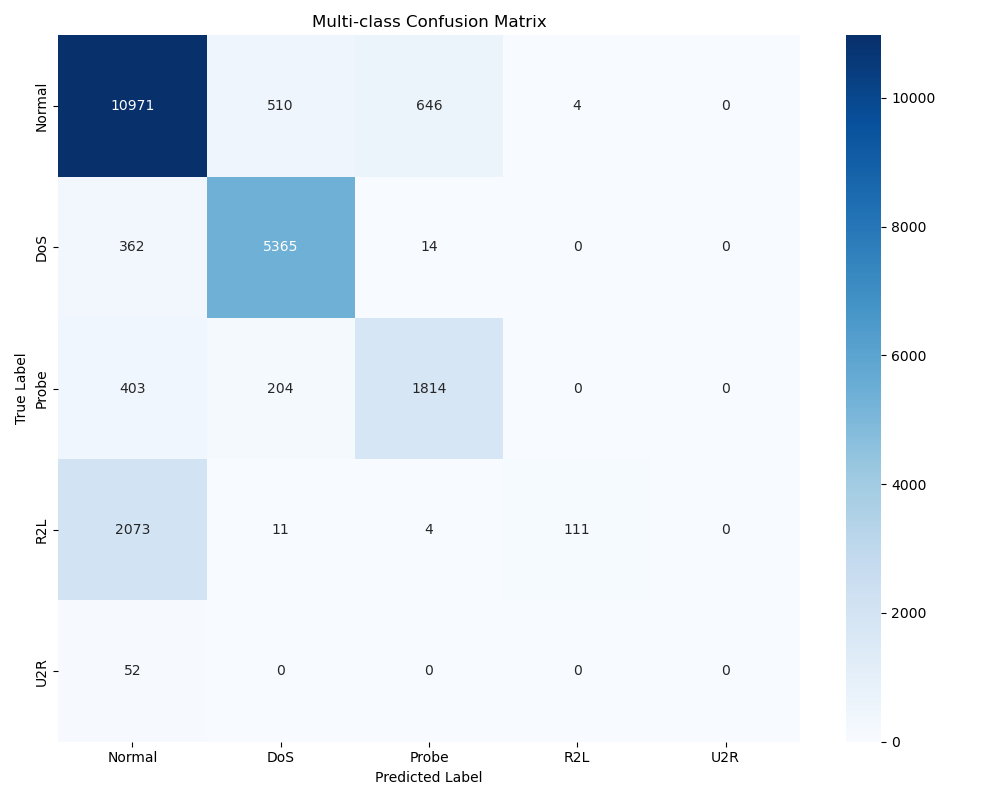 Multi-class Confusion Matrix
Normal 10971 510 646 4 0
DoS 362 5365 14 0 0
Probe 403 204 1814 0 0
R2L 2073 11 4 111 0
U2R 52 0 0 0 0
True Label
Normal DoS Probe R2L U2R
Predicted Label
10000
8000
6000
4000
2000
0